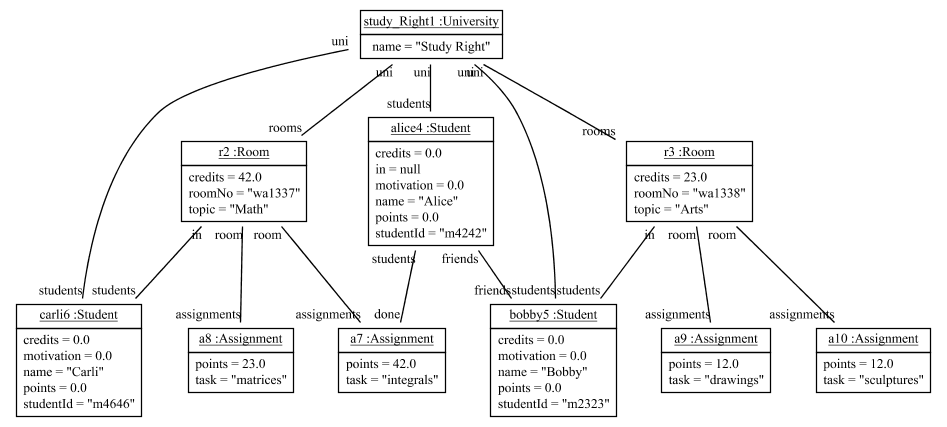 study_Right1 :University
name = "Study Right"
uni
uni
uni
uni
uni
students
rooms
rooms
alice4 :Student
credits = 0.0
in = null
motivation = 0.0
name = "Alice"
points = 0.0
studentId = "m4242"
r2 :Room
credits = 42.0
roomNo = "wa1337"
topic = "Math"
r3 :Room
credits = 23.0
roomNo = "wa1338"
topic = "Arts"
in
room
room
students
friends
in
room
room
students
students
assignments
assignments
done
friends
students
students
assignments
assignments
carli6 :Student
credits = 0.0
motivation = 0.0
name = "Carli"
points = 0.0
studentId = "m4646"
a8 :Assignment
points = 23.0
task = "matrices"
a7 :Assignment
points = 42.0
task = "integrals"
bobby5 :Student
credits = 0.0
motivation = 0.0
name = "Bobby"
points = 0.0
studentId = "m2323"
a9 :Assignment
points = 12.0
task = "drawings"
a10 :Assignment
points = 12.0
task = "sculptures"